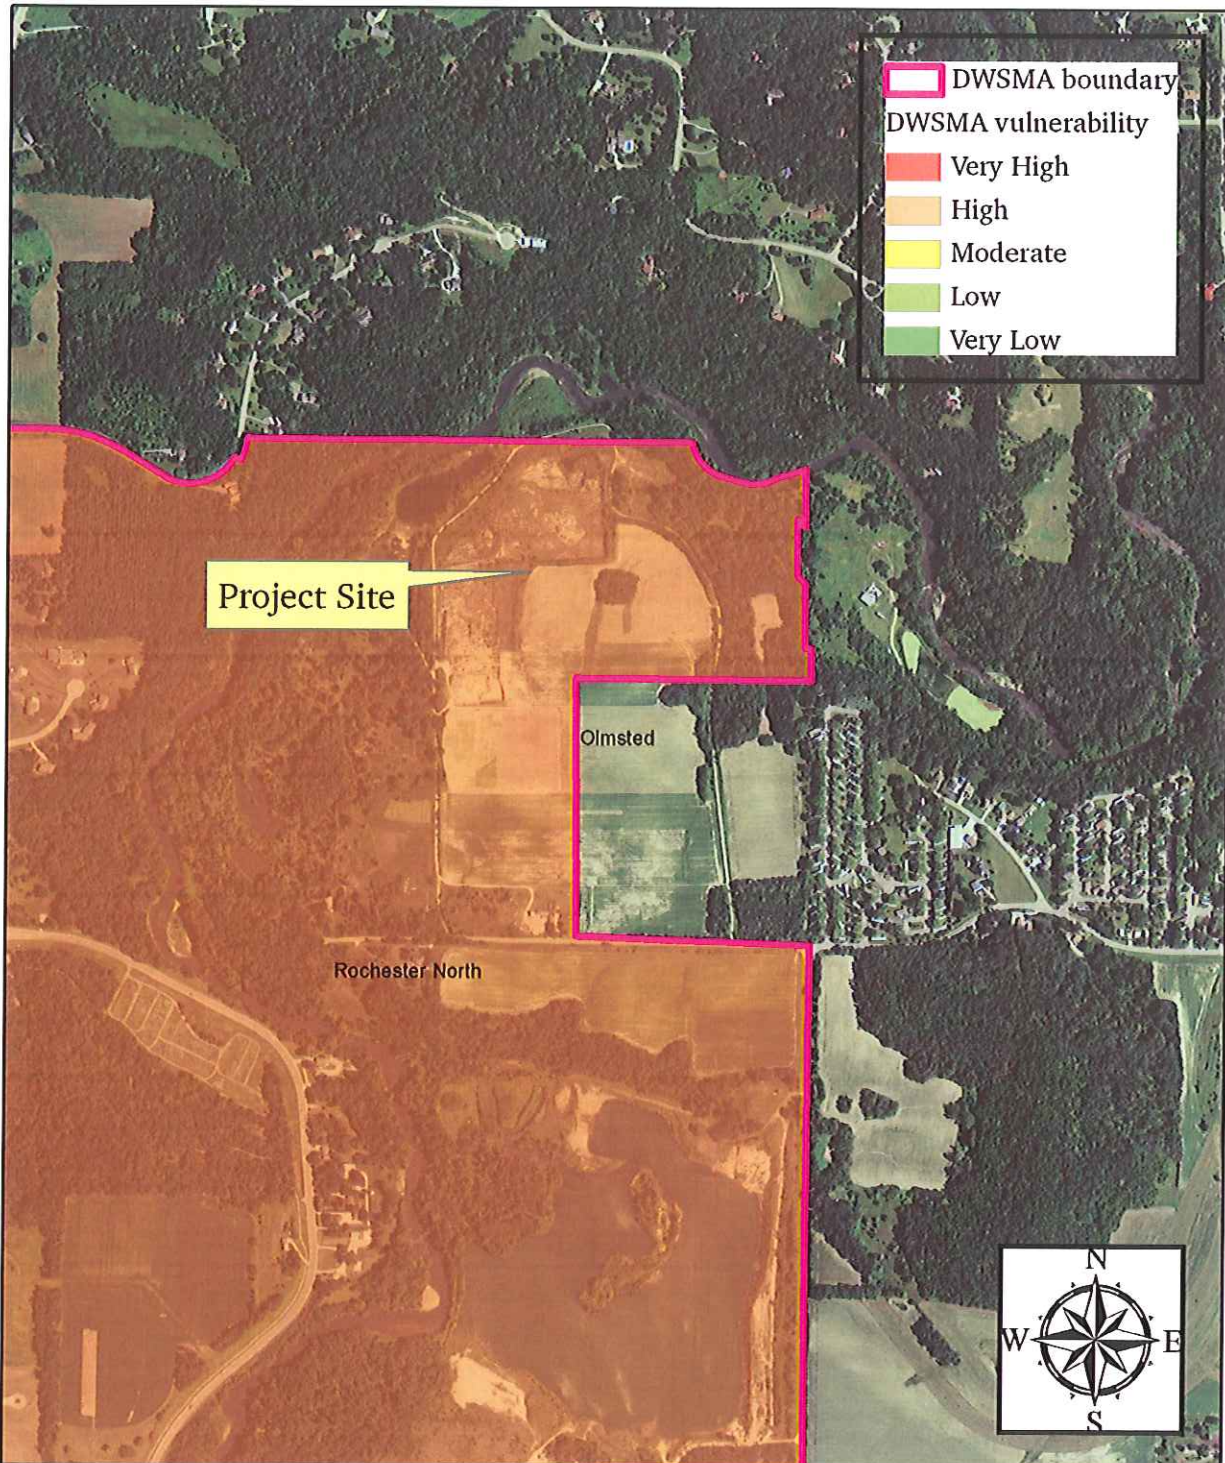 DWSMA boundary
DWSMA vulnerability
Very High
High
Moderate
Low
Very Low
Project Site
Olmsted
Rochester North
N
W E
S